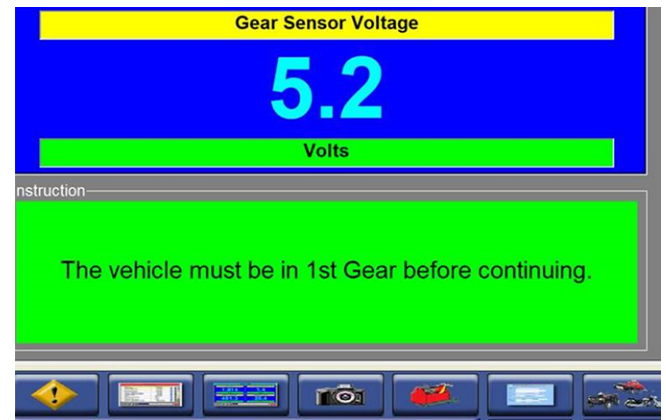 Gear Sensor Voltage
5.2
Volts
nstruction
The vehicle must be in 1st Gear before continuing.